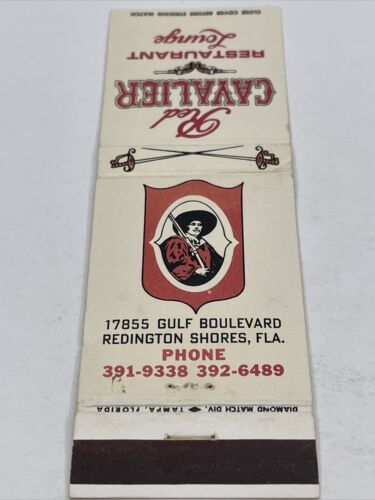 CLOSE COVER BEFORE STRIKING MATCH
Red
CAVALIER
RESTAURANT
Lounge
17855 GULF BOULEVARD
REDINGTON SHORES, FLA.
PHONE
391-9338 392-6489
DIAMOND MATCH DIV. TAMPA, FLORIDA